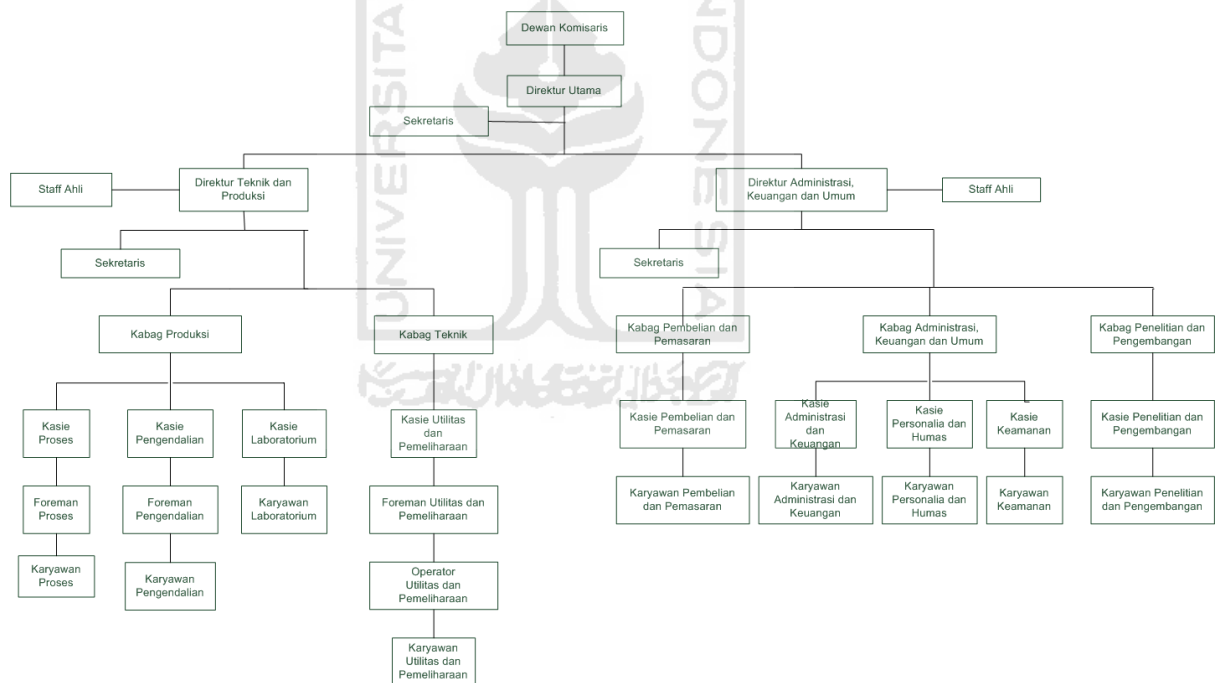 Dewan Komisaris
Direktur Utama
Sekretaris
Staff Ahli
Direktur Teknik dan
Produksi
Direktur Administrasi,
Keuangan dan Umum
Staff Ahli
Sekretaris
Sekretaris
Kabag Produksi
Kabag Teknik
Kabag Pembelian dan
Pemasaran
Kabag Administrasi,
Keuangan dan Umum
Kabag Penelitian dan
Pengembangan
Kasie
Proses
Kasie
Pengendalian
Kasie
Laboratorium
Kasie Utilitas
dan
Pemeliharaan
Kasie Pembelian dan
Pemasaran
Kasie
Administrasi
dan
Keuangan
Kasie
Personalia dan
Humas
Kasie
Keamanan
Kasie Penelitian dan
Pengembangan
Foreman
Proses
Foreman
Pengendalian
Karyawan
Laboratorium
Foreman Utilitas dan
Pemeliharaan
Karyawan Pembelian
dan Pemasaran
Karyawan
Administrasi dan
Keuangan
Karyawan
Personalia dan
Humas
Karyawan
Keamanan
Karyawan Penelitian
dan Pengembangan
Karyawan
Proses
Karyawan
Pengendalian
Operator
Utilitas dan
Pemeliharaan
Karyawan
Utilitas dan
Pemeliharaan
UNIVERSITA
NDONESIA